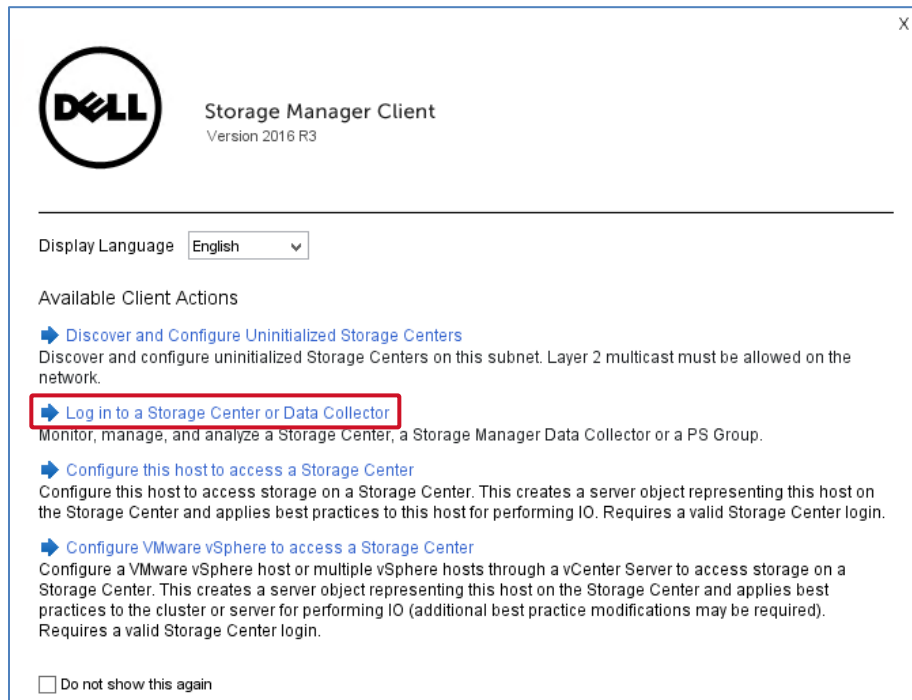 X
DELL
Storage Manager Client
Version 2016 R3
Display Language English
Available Client Actions
Discover and Configure Uninitialized Storage Centers
Discover and configure uninitialized Storage Centers on this subnet. Layer 2 multicast must be allowed on the
network.
Log in to a Storage Center or Data Collector
Monitor, manage, and analyze a Storage Center, a Storage Manager Data Collector or a PS Group.
Configure this host to access a Storage Center
Configure this host to access storage on a Storage Center. This creates a server object representing this host on
the Storage Center and applies best practices to this host for performing IO. Requires a valid Storage Center login.
Configure VMware vSphere to access a Storage Center
Configure a VMware vSphere host or multiple vSphere hosts through a vCenter Server to access storage on a
Storage Center. This creates a server object representing this host on the Storage Center and applies best
practices to the cluster or server for performing IO (additional best practice modifications may be required).
Requires a valid Storage Center login.
Do not show this again